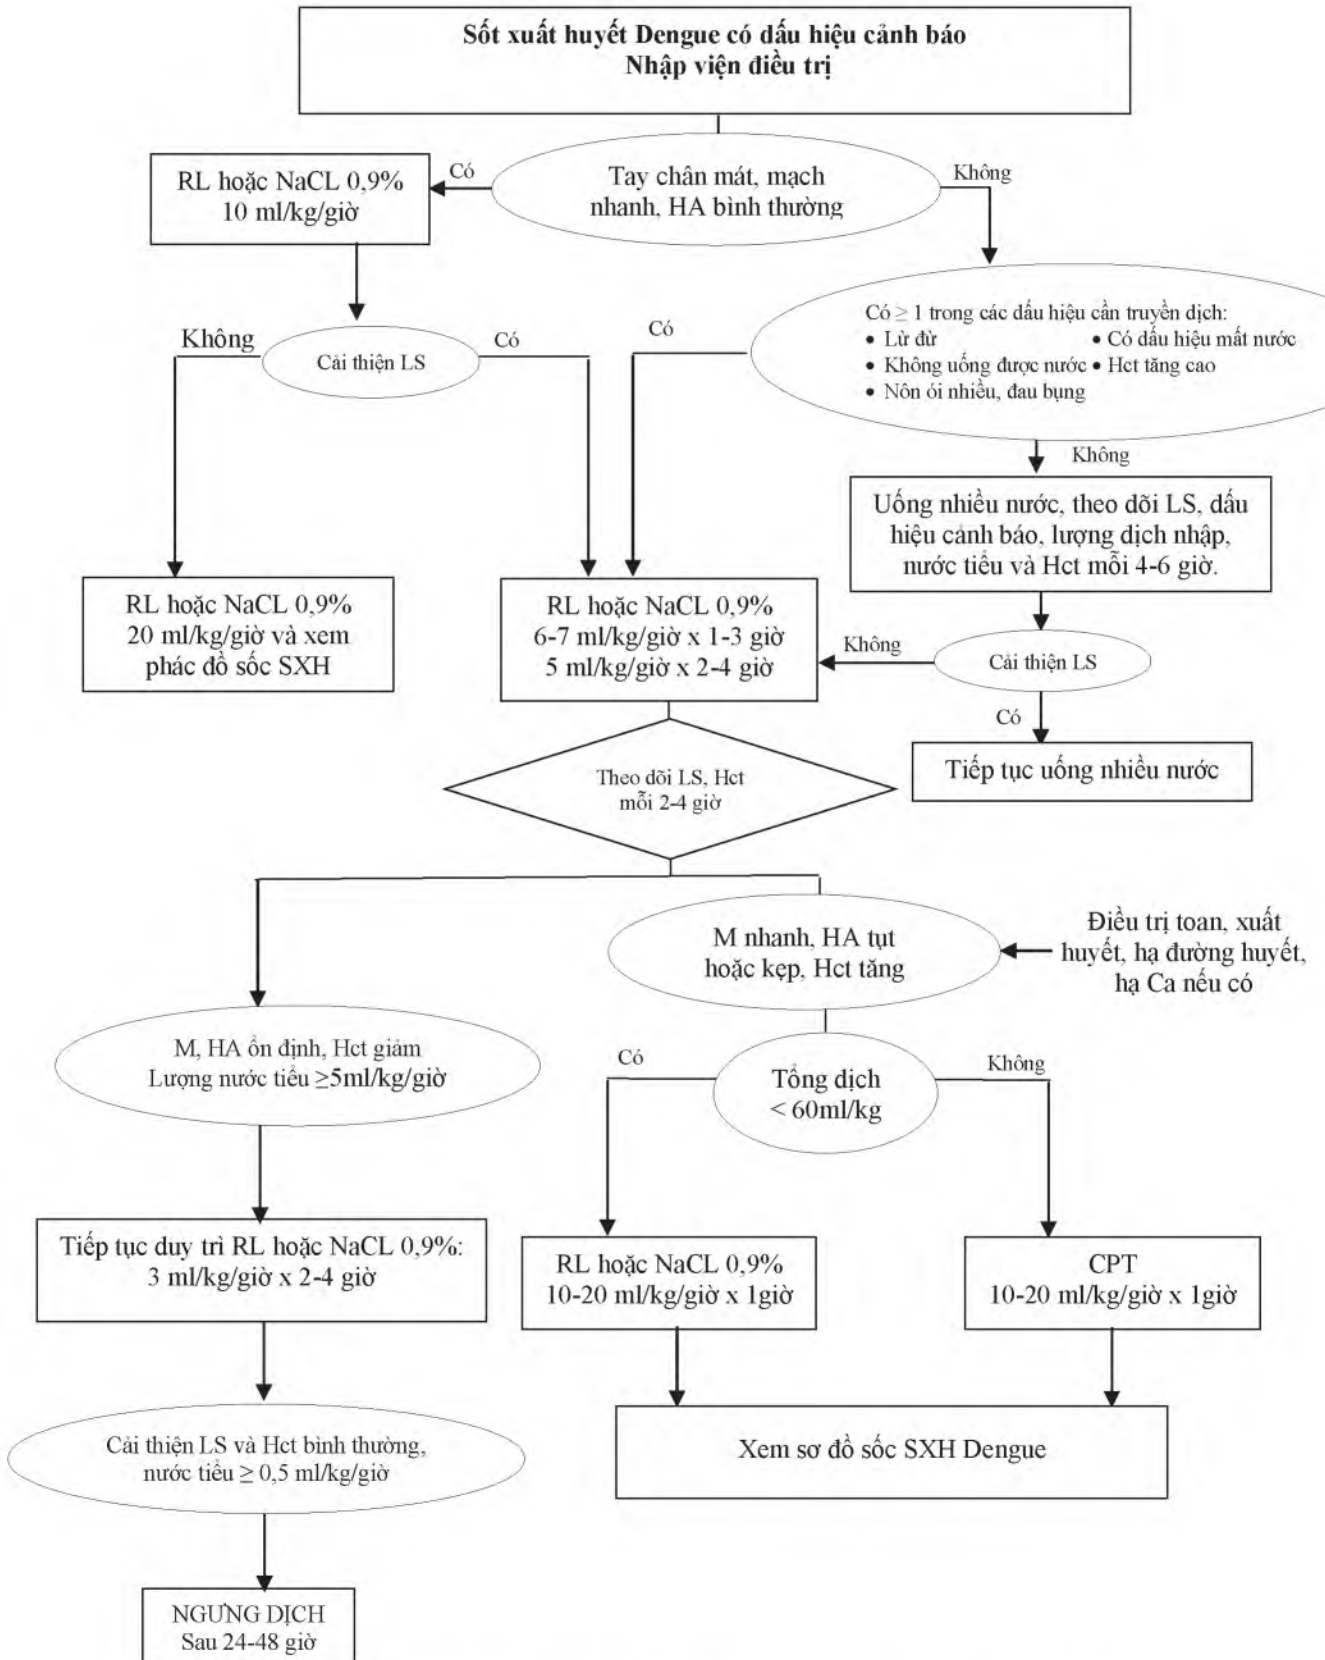 Sốt xuất huyết Dengue có dấu hiệu cảnh báo
Nhập viện điều trị
Tay chân mát, mạch
nhanh, HA bình thường
Có
Không
RL hoặc NaCL 0,9%
10 ml/kg/giờ
Có ≥ 1 trong các dấu hiệu cần truyền dịch:
• Lừ đừ
• Có dấu hiệu mất nước
• Không uống được nước
• Hct tăng cao
• Nôn ói nhiều, đau bụng
Không
Cải thiện LS
Có
Có
Không
Uống nhiều nước, theo dõi LS, dấu
hiệu cảnh báo, lượng dịch nhập,
nước tiểu và Hct mỗi 4-6 giờ.
RL hoặc NaCL 0,9%
20 ml/kg/giờ và xem
phác đồ sốc SXH
RL hoặc NaCL 0,9%
6-7 ml/kg/giờ x 1-3 giờ
5 ml/kg/giờ x 2-4 giờ
Không
Cải thiện LS
Có
Tiếp tục uống nhiều nước
Theo dõi LS, Hct
mỗi 2-4 giờ
M nhanh, HA tụt
hoặc kẹp, Hct tăng
Điều trị toan, xuất
huyết, hạ đường huyết,
hạ Ca nếu có
M, HA ổn định, Hct giảm
Lượng nước tiểu ≥5ml/kg/giờ
Có
Tổng dịch
< 60ml/kg
Không
Tiếp tục duy trì RL hoặc NaCL 0,9%:
3 ml/kg/giờ x 2-4 giờ
RL hoặc NaCL 0,9%
10-20 ml/kg/giờ x 1giờ
CPT
10-20 ml/kg/giờ x 1giờ
Cải thiện LS và Hct bình thường,
nước tiểu ≥ 0,5 ml/kg/giờ
Xem sơ đồ sốc SXH Dengue
NGƯNG DỊCH
Sau 24-48 giờ